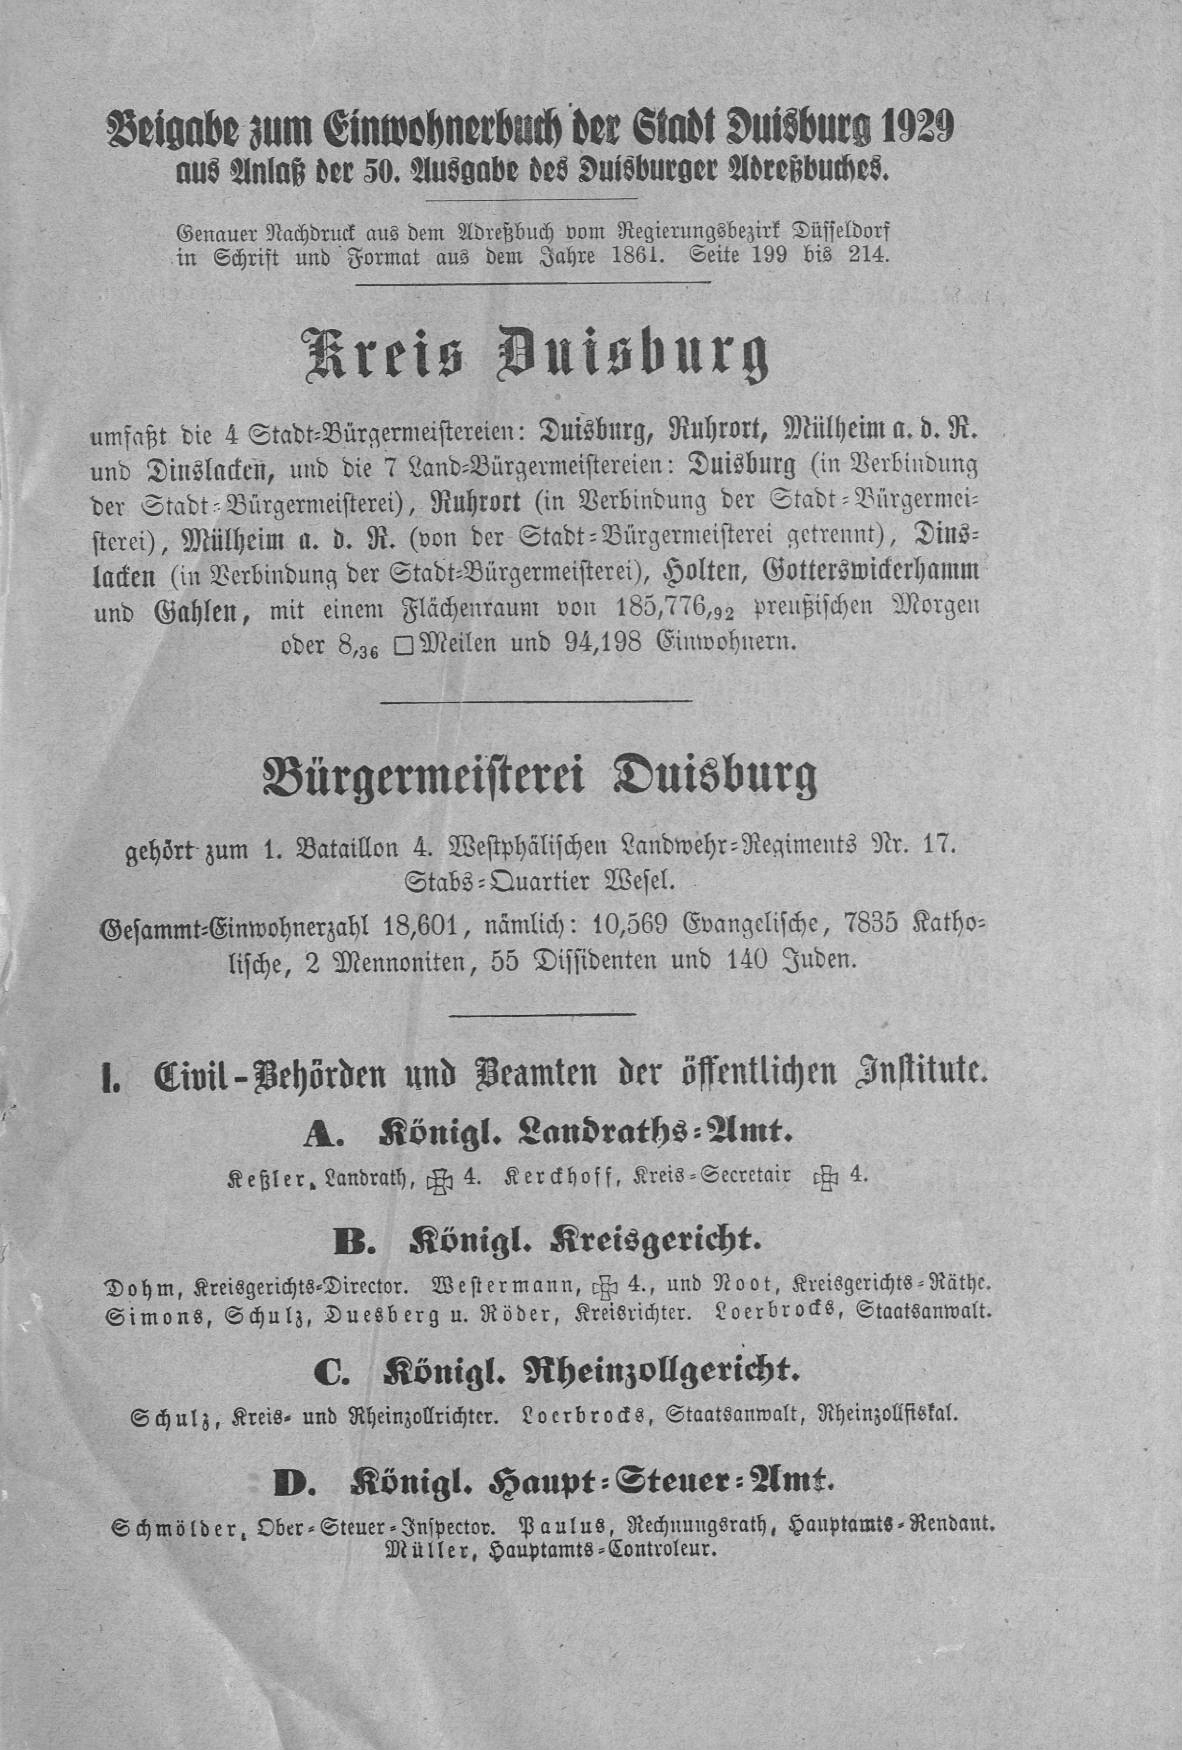 Beigabe zum Einwohnerbuch der Stadt Duisburg 1929
aus Anlaß der 50. Ausgabe des Duisburger Adreßbuches.
Genauer Nachdruck aus dem Adreßbuch vom Regierungsbezirk Düsseldorf
in Schrift und Format aus dem Jahre 1861. Seite 199 bis 214.
Kreis Duisburg
umfaßt die 4 Stadt-Bürgermeistereien: Duisburg, Ruhrort, Mülheim a. d. R.
und Dinslacken, und die 7 Land-Bürgermeistereien: Duisburg (in Verbindung
der Stadt-Bürgermeisterei), Ruhrort (in Verbindung der Stadt-Bürgermei-
sterei), Mülheim a. d. R. (von der Stadt-Bürgermeisterei getrennt), Dins-
lacken (in Verbindung der Stadt-Bürgermeisterei), Holten, Gotterswickerhamm
und Gahlen, mit einem Flächenraum von 185,776,92 preußischen Morgen
oder 8,36 □ Meilen und 94,198 Einwohnern.
Bürgermeisterei Duisburg
gehört zum 1. Bataillon 4. Westphälischen Landwehr-Regiments Nr. 17.
Stabs-Quartier Wesel.
Gesammt-Einwohnerzahl 18,601, nämlich: 10,569 Evangelische, 7835 Katho-
lische, 2 Mennoniten, 55 Dissidenten und 140 Juden.
I. Civil-Behörden und Beamten der öffentlichen Institute.
A. Königl. Landraths-Amt.
Keßler, Landrath, ✠ 4. Kerckhoff, Kreis-Secretair ✠ 4.
B. Königl. Kreisgericht.
Dohm, Kreisgerichts-Director. Westermann, ✠ 4., und Noot, Kreisgerichts-Räthe.
Simons, Schulz, Duesberg u. Röder, Kreisrichter. Loerbrocks, Staatsanwalt.
C. Königl. Rheinzollgericht.
Schulz, Kreis- und Rheinzollrichter. Loerbrocks, Staatsanwalt, Rheinzollfiskal.
D. Königl. Haupt-Steuer-Amt.
Schmölder, Ober-Steuer-Inspector. Paulus, Rechnungsrath, Hauptamts-Rendant.
Müller, Hauptamts-Controleur.